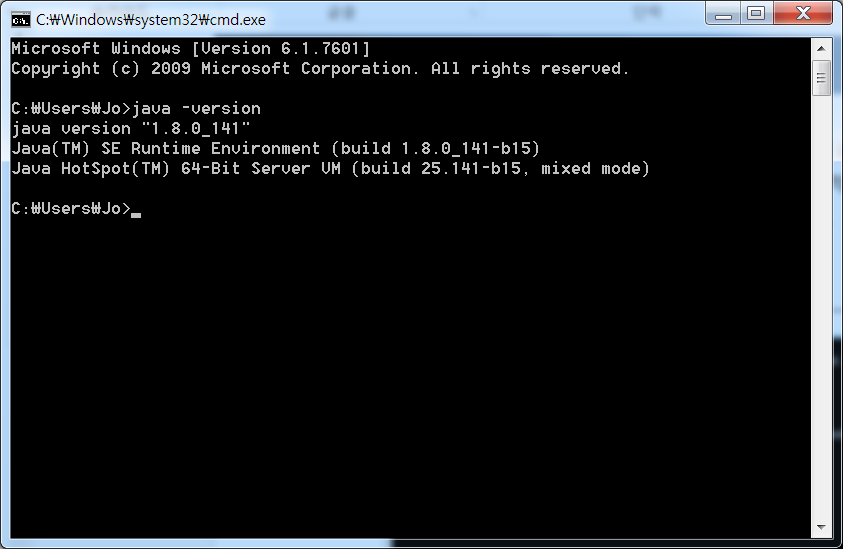 C:₩Windows₩system32₩cmd.exe
Microsoft Windows [Version 6.1.7601]
Copyright (c) 2009 Microsoft Corporation. All rights reserved.
C:₩Users₩Jo>java -version
java version "1.8.0_141"
Java(TM) SE Runtime Environment (build 1.8.0_141-b15)
Java HotSpot(TM) 64-Bit Server VM (build 25.141-b15, mixed mode)
C:₩Users₩Jo>